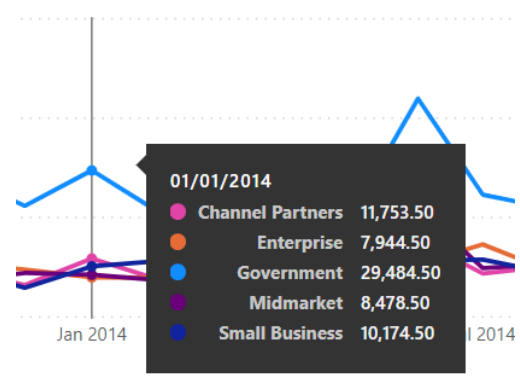 01/01/2014
Channel Partners 11,753.50
Enterprise 7,944.50
Government 29,484.50
Midmarket 8,478.50
Small Business 10,174.50
Jan 2014
2014